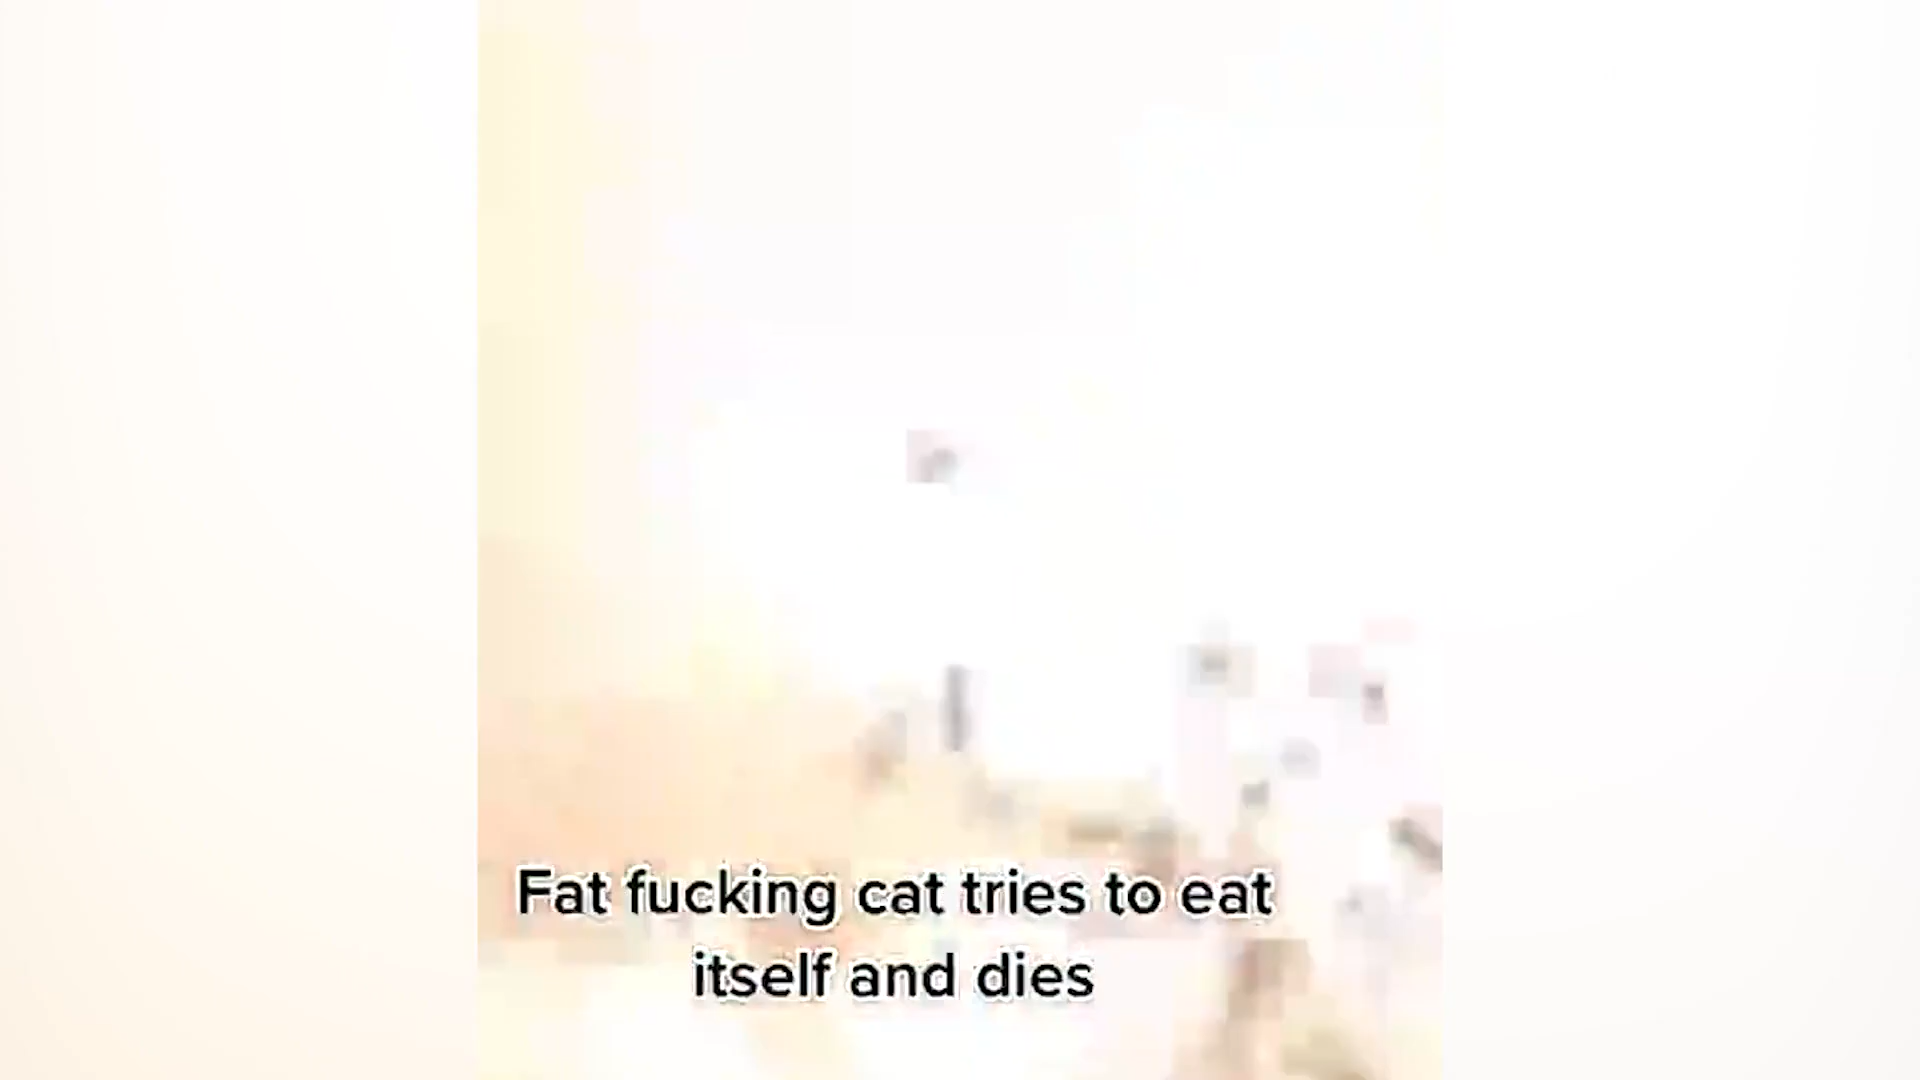 Fat fucking cat tries to eat
itself and dies